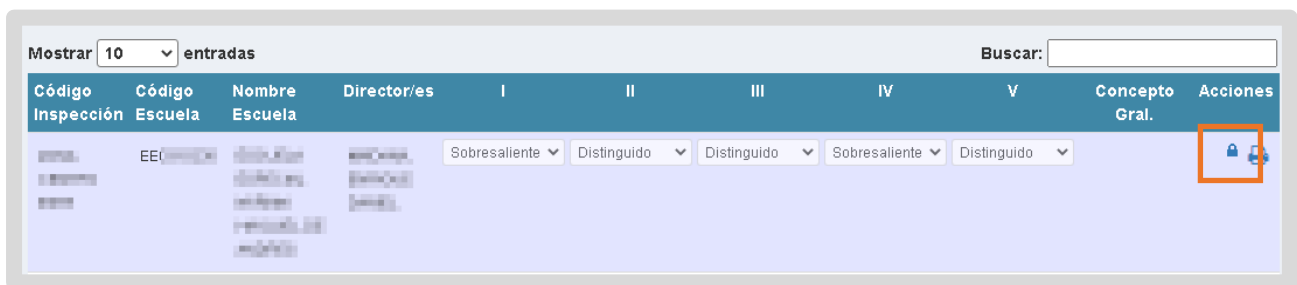 Mostrar 10 entradas Buscar:
Código Inspección Código Escuela Nombre Escuela Director/es I II III IV V Concepto Gral. Acciones
EE Sobresaliente Distinguido Distinguido Sobresaliente Distinguido